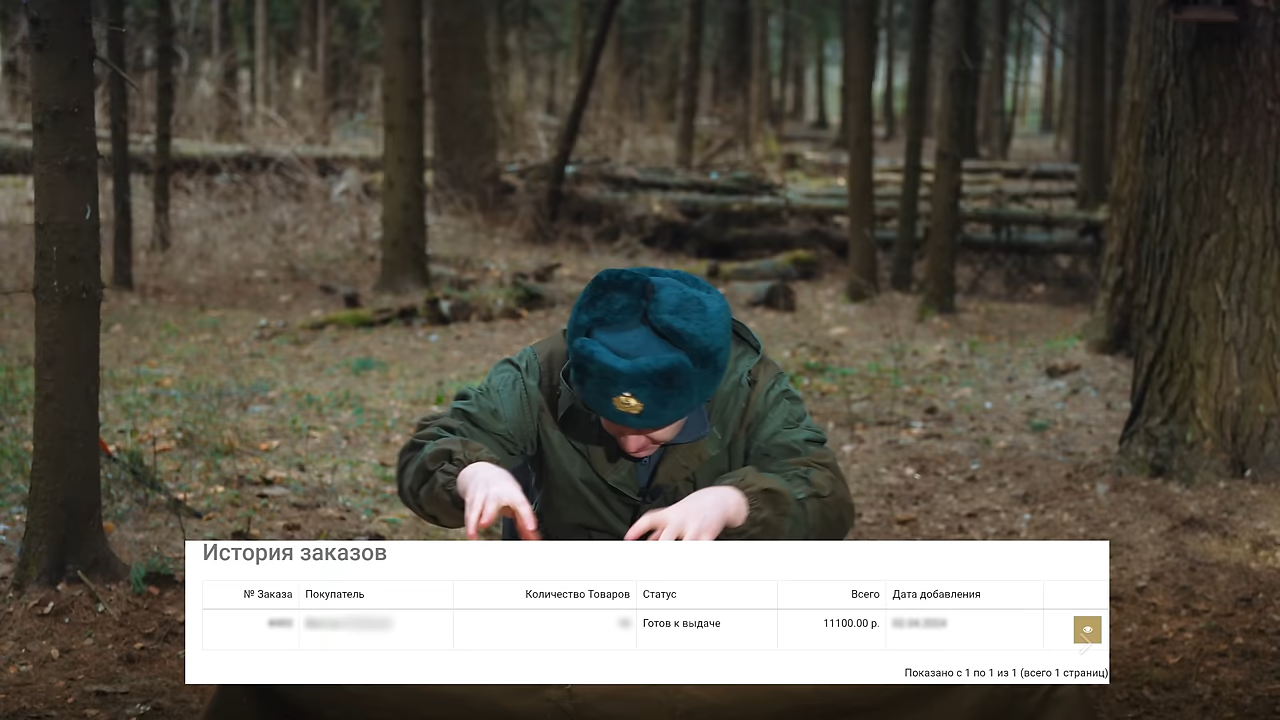 История заказов
№ Заказа Покупатель Количество Товаров Статус Всего Дата добавления
Готов к выдаче 11100.00 р.
Показано с 1 по 1 из 1 (всего 1 страниц)